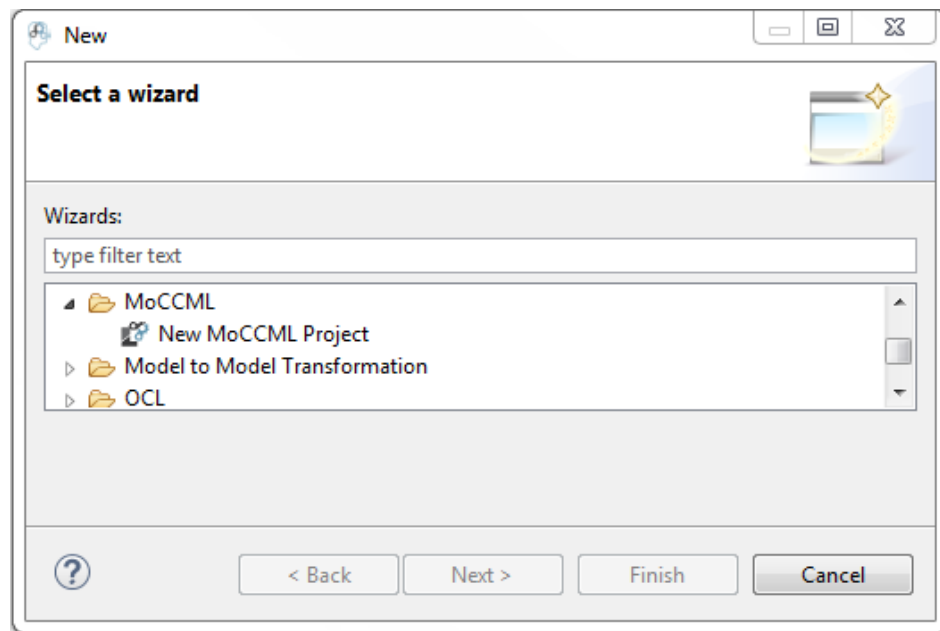 New
Select a wizard
Wizards:
type filter text
MoCCML
New MoCCML Project
Model to Model Transformation
OCL
?
< Back Next > Finish Cancel